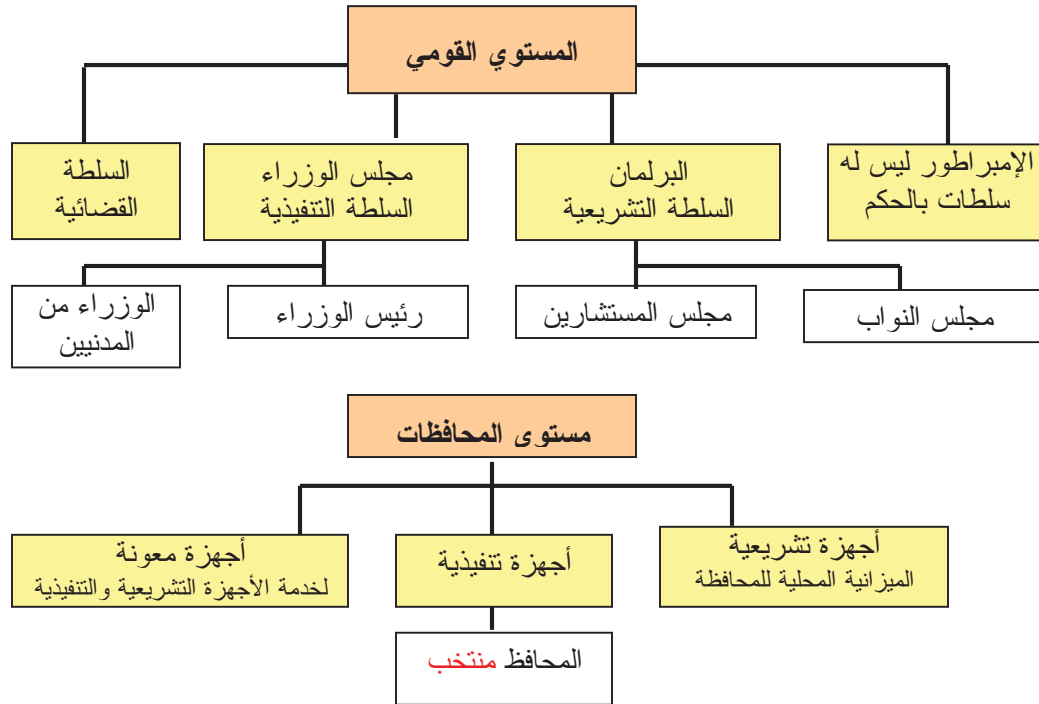 المستوي القومي
الإمبراطور ليس له
سلطات بالحكم
البرلمان
السلطة التشريعية
مجلس الوزراء
السلطة التنفيذية
السلطة
القضائية
مجلس النواب
مجلس المستشارين
رئيس الوزراء
الوزراء من
المدنيين
مستوى المحافظات
أجهزة تشريعية
الميزانية المحلية للمحافظة
أجهزة تنفيذية
أجهزة معونة
لخدمة الأجهزة التشريعية والتنفيذية
المحافظ منتخب